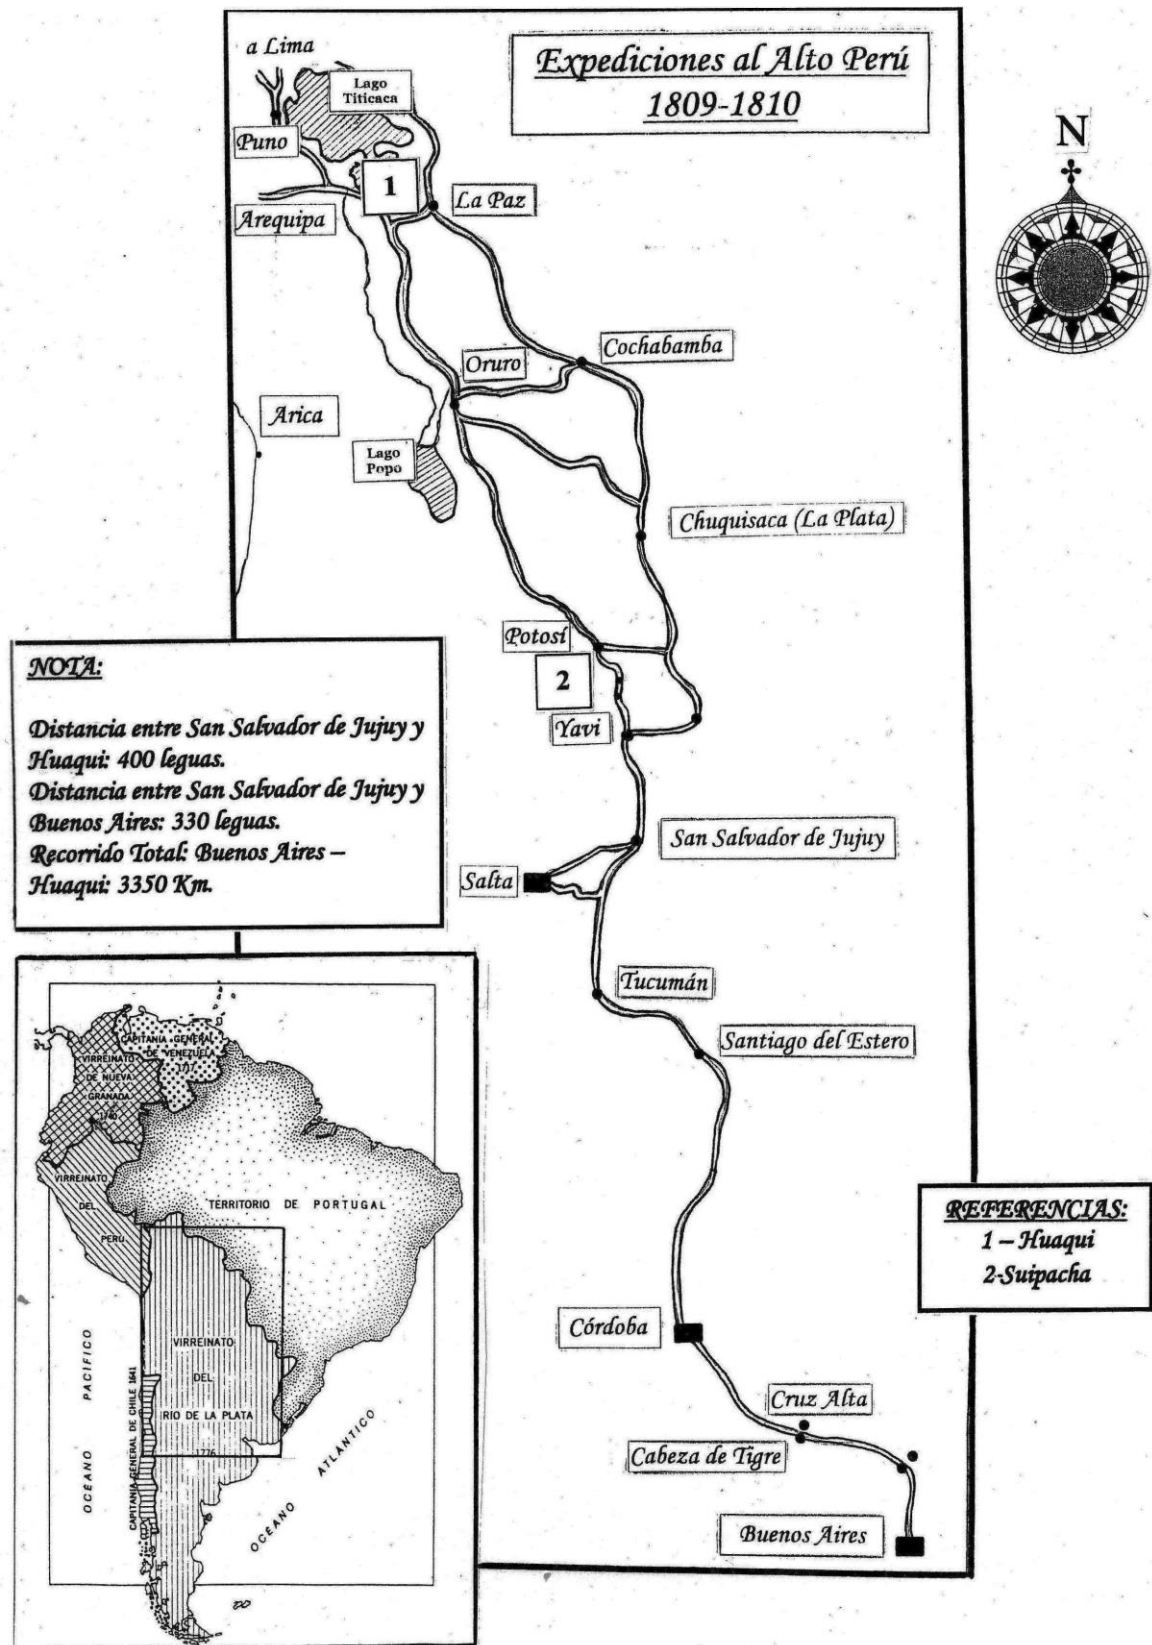 Expediciones al Alto Perú
1809-1810
a Lima
Lago
Titicaca
Puno
1
La Paz
Arequipa
N
Cochabamba
Oruro
Arica
Lago
Popo
Chuquisaca (La Plata)
Potosí
2
Yavi
NOTA:
Distancia entre San Salvador de Jujuy y
Huaqui: 400 leguas.
Distancia entre San Salvador de Jujuy y
Buenos Aires: 330 leguas.
Recorrido Total: Buenos Aires –
Huaqui: 3350 Km.
San Salvador de Jujuy
Salta
Tucumán
Santiago del Estero
REFERENCIAS:
1 – Huaqui
2-Suipacha
Córdoba
Cruz Alta
Cabeza de Tigre
Buenos Aires
CAPITANIA GENERAL
DE VENEZUELA
1717
VIRREINATO
DE NUEVA
GRANADA
1740
VIRREINATO
DEL
PERU
TERRITORIO DE PORTUGAL
VIRREINATO
DEL
RIO DE LA PLATA
1776
CAPITANIA GENERAL DE CHILE 1641
OCEANO PACIFICO
OCEANO ATLANTICO